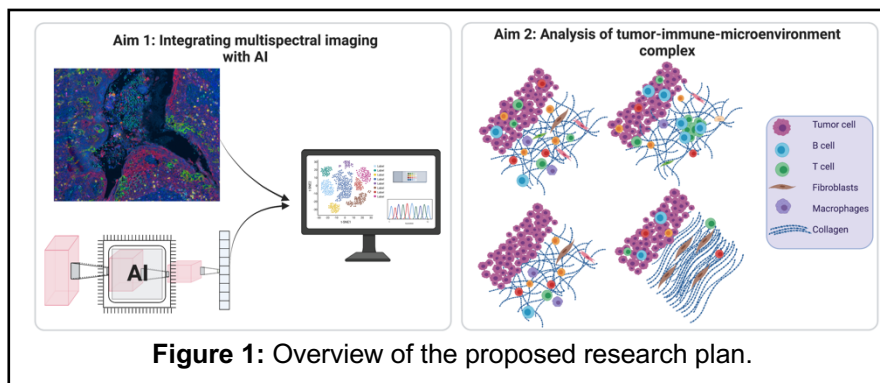 Aim 1: Integrating multispectral imaging
with AI
Aim 2: Analysis of tumor-immune-microenvironment
complex
AI
Tumor cell
B cell
T cell
Fibroblasts
Macrophages
Collagen
Figure 1: Overview of the proposed research plan.